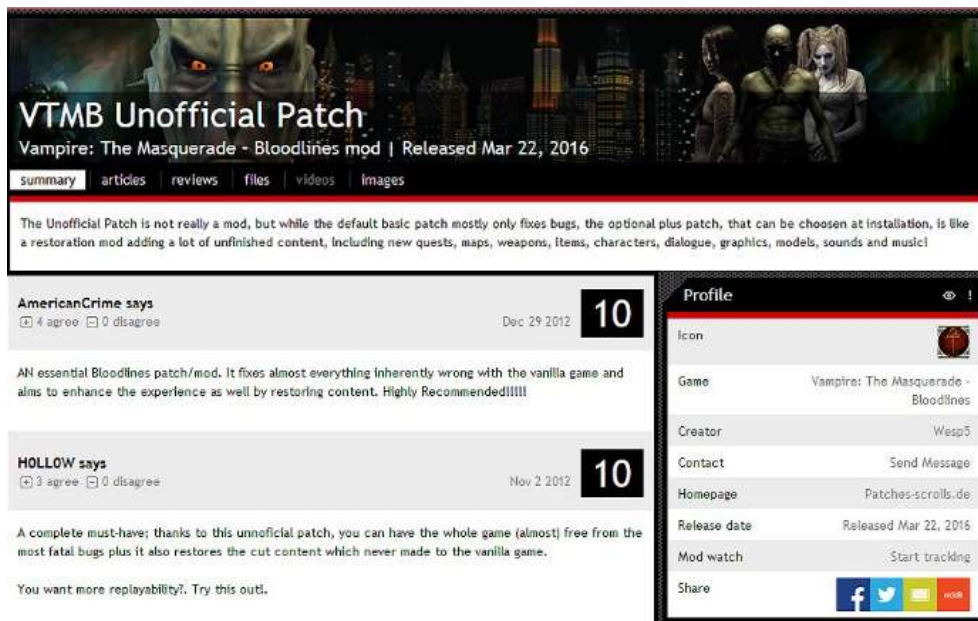 VTMB Unofficial Patch
Vampire: The Masquerade - Bloodlines mod | Released Mar 22, 2016
summary articles reviews files videos images
The Unofficial Patch is not really a mod, but while the default basic patch mostly only fixes bugs, the optional plus patch, that can be choosen at installation, is like
a restoration mod adding a lot of unfinished content, including new quests, maps, weapons, items, characters, dialogue, graphics, models, sounds and music!
AmericanCrime says
4 agree 0 disagree
Dec 29 2012
10
AN essential Bloodlines patch/mod. It fixes almost everything inherently wrong with the vanilla game and
aims to enhance the experience as well by restoring content. Highly Recommended!!!!!
H0LL0W says
3 agree 0 disagree
Nov 2 2012
10
A complete must-have; thanks to this unnoficial patch, you can have the whole game (almost) free from the
most fatal bugs plus it also restores the cut content which never made to the vanilla game.
You want more replayability?. Try this out!.
Profile
Icon
Game Vampire: The Masquerade -
Bloodlines
Creator Wesp5
Contact Send Message
Homepage Patches-scrolls.de
Release date Released Mar 22, 2016
Mod watch Start tracking
Share